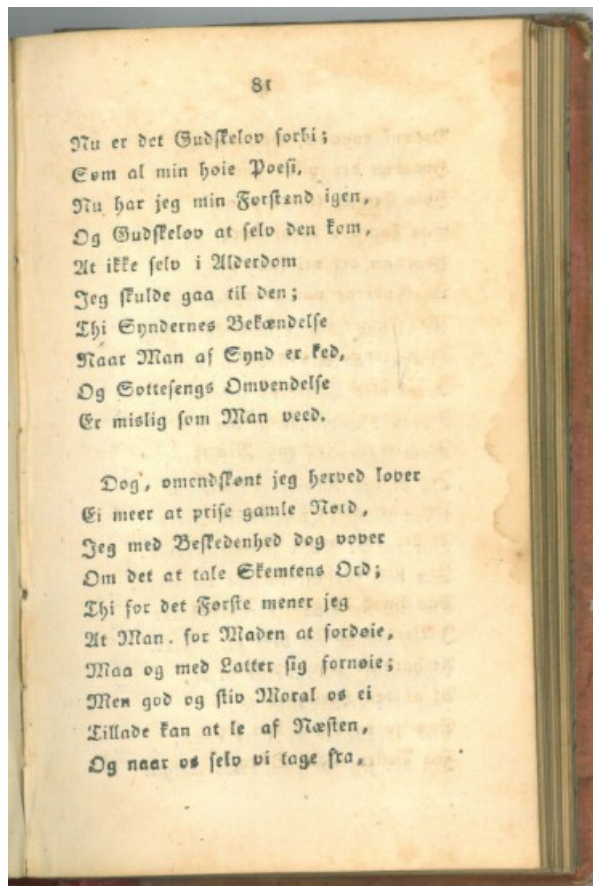 81
Nu er det Gudskelov forbi;
Som al min høie Poesi,
Nu har jeg min Forstand igen,
Og Gudskelov at selv den kom,
At ikke selv i Alderdom
Jeg skulde gaa til den;
Thi Syndernes Bekændelse
Naar Man af Synd er ked,
Og Sottesengs Omvendelse
Er mislig som Man veed.
Dog, omendskønt jeg herved lover
Ei meer at prise gamle Nord,
Jeg med Beskedenhed dog vover
Om det at tale Skemtens Ord;
Thi for det Første mener jeg
At Man. for Maden at fordøie,
Maa og med Latter sig fornøie;
Men god og stiv Moral os ei
Tillade kan at le af Næsten,
Og naar os selv vi tage fra,